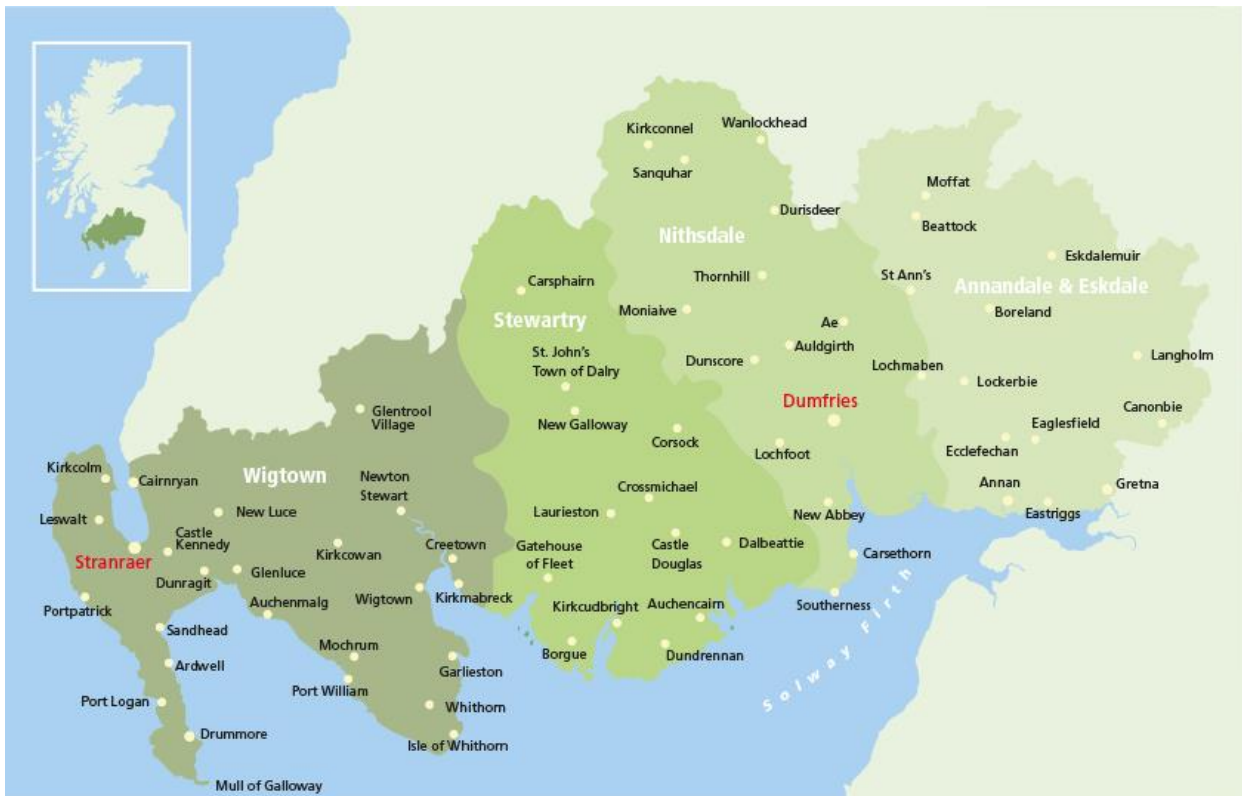 Kirkconnel
Wanlockhead
Sanquhar
Moffat
Durisdeer
Beattock
Nithsdale
Eskdalemuir
Thornhill
St Ann's
Carsphairn
Annandale & Eskdale
Moniaive
Boreland
Stewartry
Ae
Auldgirth
St. John's
Town of Dalry
Dunscore
Lochmaben
Langholm
Lockerbie
Dumfries
Glentrool
Village
New Galloway
Canonbie
Corsock
Eaglesfield
Lochfoot
Ecclefechan
Kirkcolm
Cairnryan
Wigtown
Newton
Stewart
Crossmichael
Annan
Gretna
Leswalt
New Luce
Laurieston
New Abbey
Eastriggs
Castle
Kennedy
Kirkcowan
Creetown
Gatehouse
of Fleet
Castle
Douglas
Dalbeattie
Carsethorn
Stranraer
Dunragit
Glenluce
Portpatrick
Auchenmalg
Wigtown
Kirkmabreck
Kirkcudbright
Auchencairn
Southerness
Sandhead
Solway Firth
Mochrum
Borgue
Dundrennan
Ardwell
Garlieston
Port William
Port Logan
Whithorn
Drummore
Isle of Whithorn
Mull of Galloway